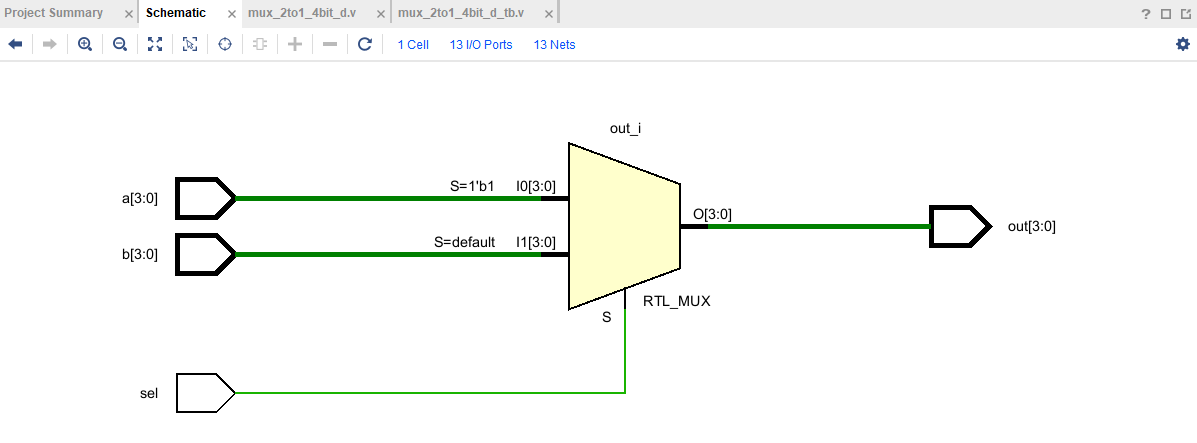 Project Summary
Schematic
mux_2to1_4bit_d.v
mux_2to1_4bit_d_tb.v
?
1 Cell
13 I/O Ports
13 Nets
out_i
a[3:0]
S=1'b1
I0[3:0]
O[3:0]
out[3:0]
b[3:0]
S=default
I1[3:0]
RTL_MUX
S
sel